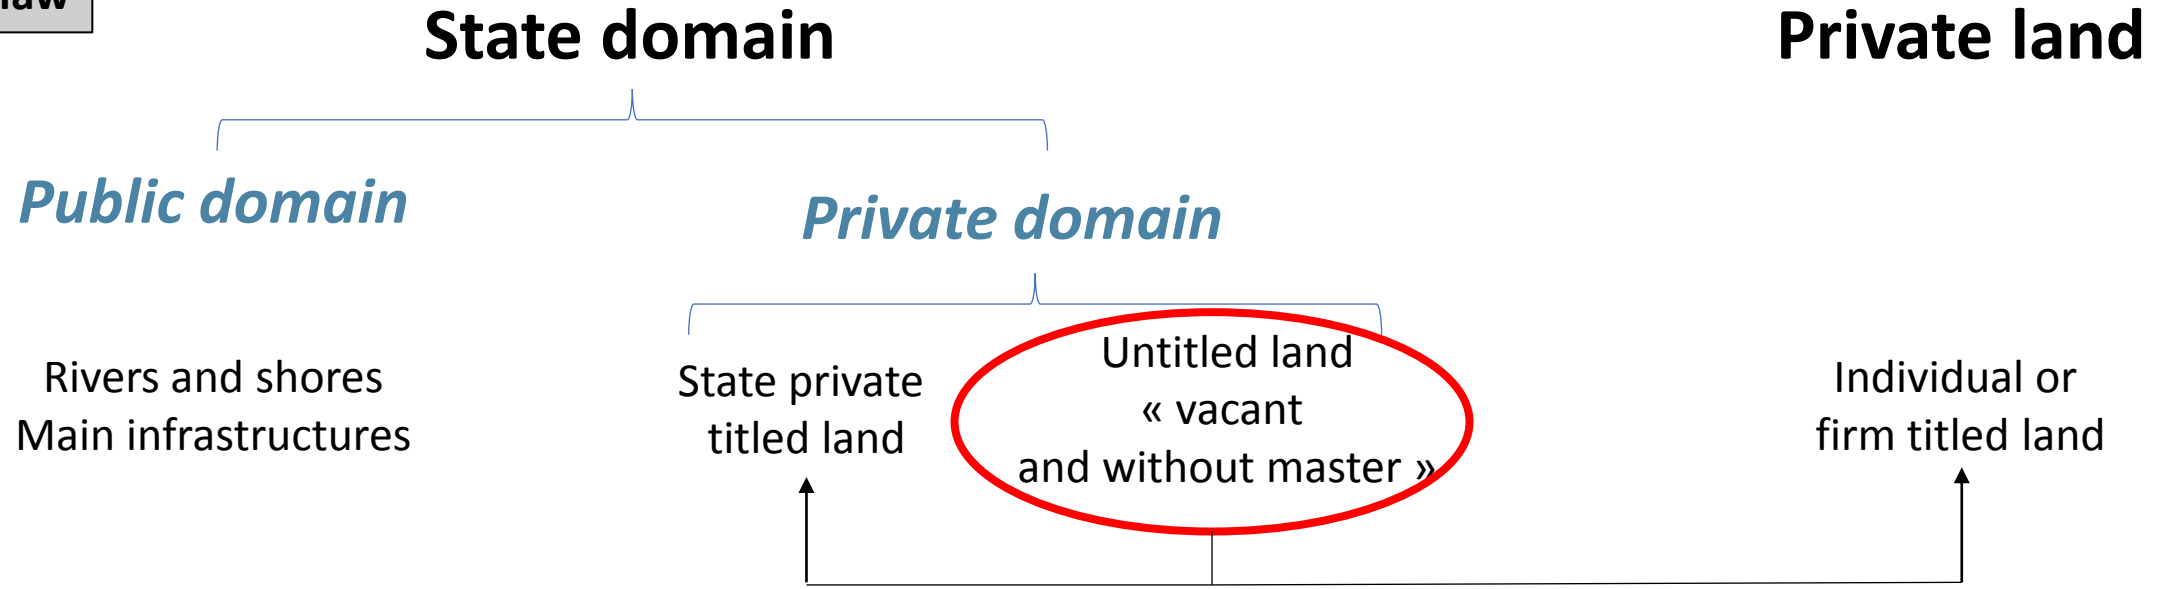 law
State domain
Private land
Public domain
Private domain
Rivers and shores
Main infrastructures
State private
titled land
Untitled land
« vacant
and without master »
Individual or
firm titled land